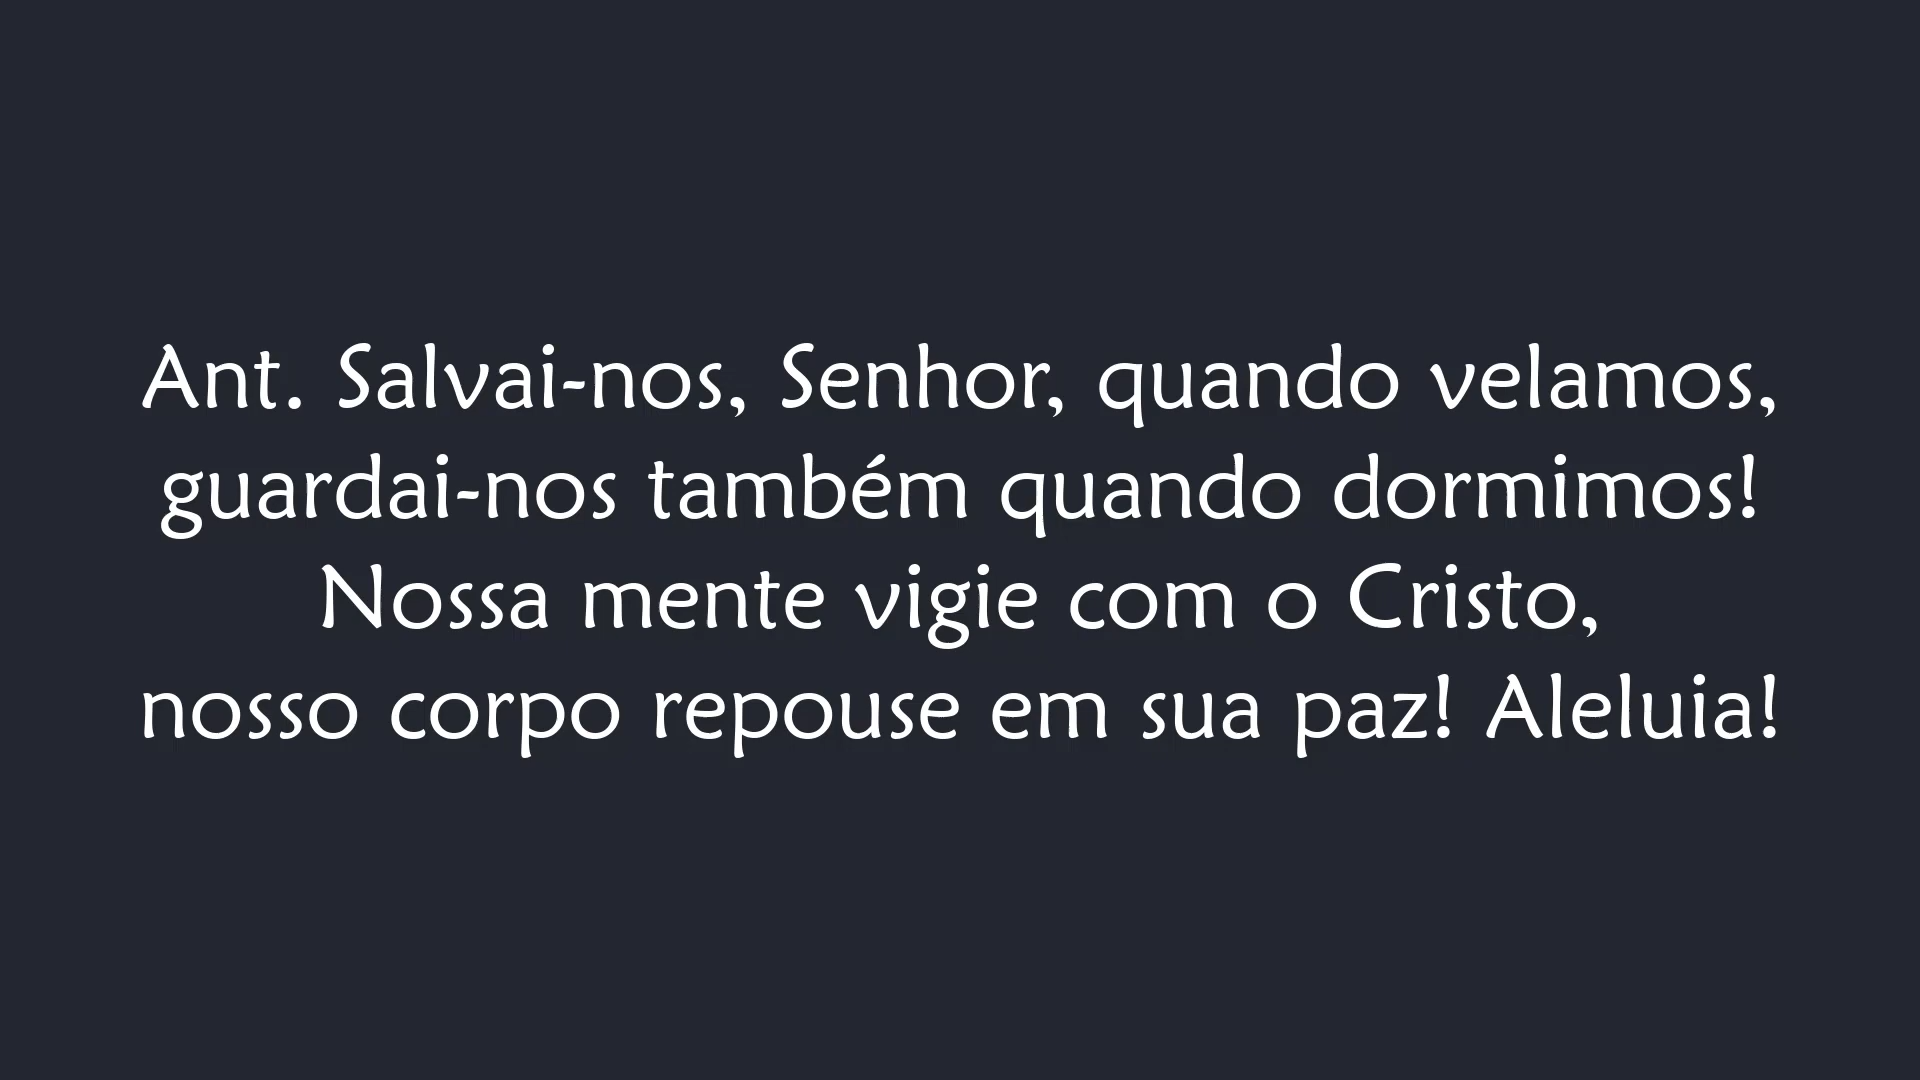 Ant. Salvai-nos, Senhor, quando velamos,
guardai-nos também quando dormimos!
Nossa mente vigie com o Cristo,
nosso corpo repouse em sua paz! Aleluia!